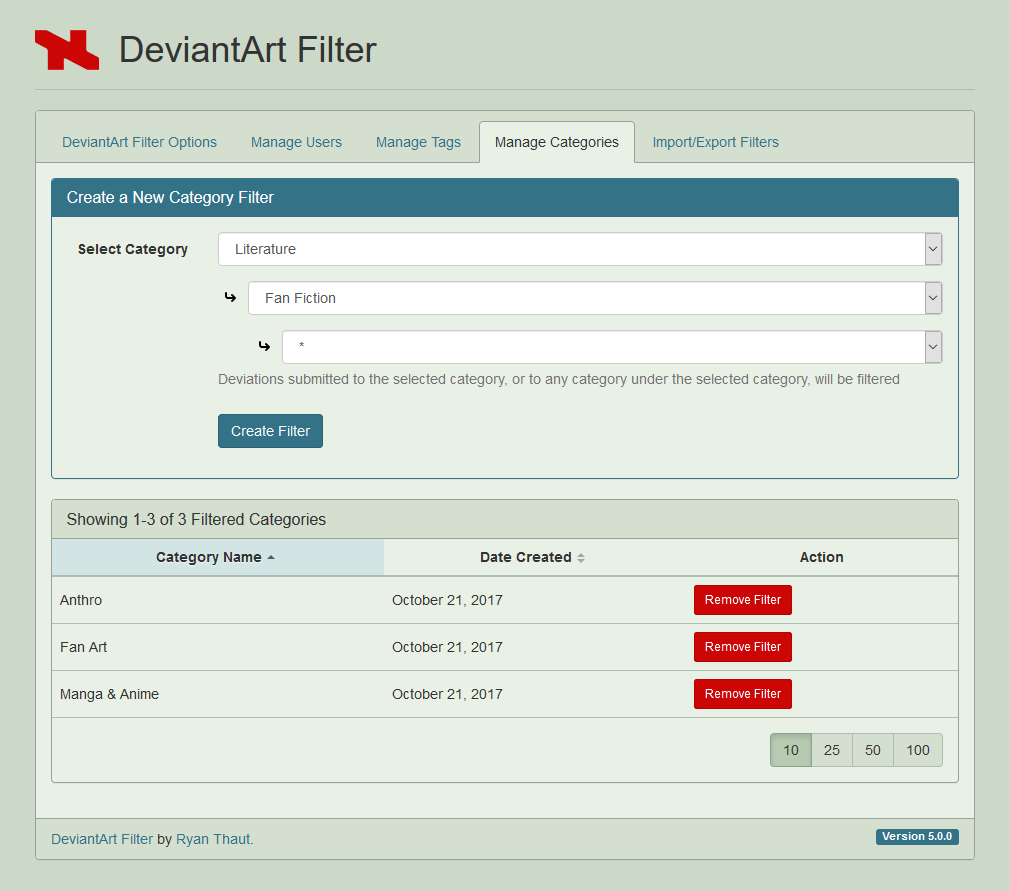 DeviantArt Filter
DeviantArt Filter Options Manage Users Manage Tags Manage Categories Import/Export Filters
Create a New Category Filter
Select Category Literature
Fan Fiction
*
Deviations submitted to the selected category, or to any category under the selected category, will be filtered
Create Filter
Showing 1-3 of 3 Filtered Categories
Category Name Date Created Action
Anthro October 21, 2017 Remove Filter
Fan Art October 21, 2017 Remove Filter
Manga & Anime October 21, 2017 Remove Filter
10 25 50 100
DeviantArt Filter by Ryan Thaut. Version 5.0.0